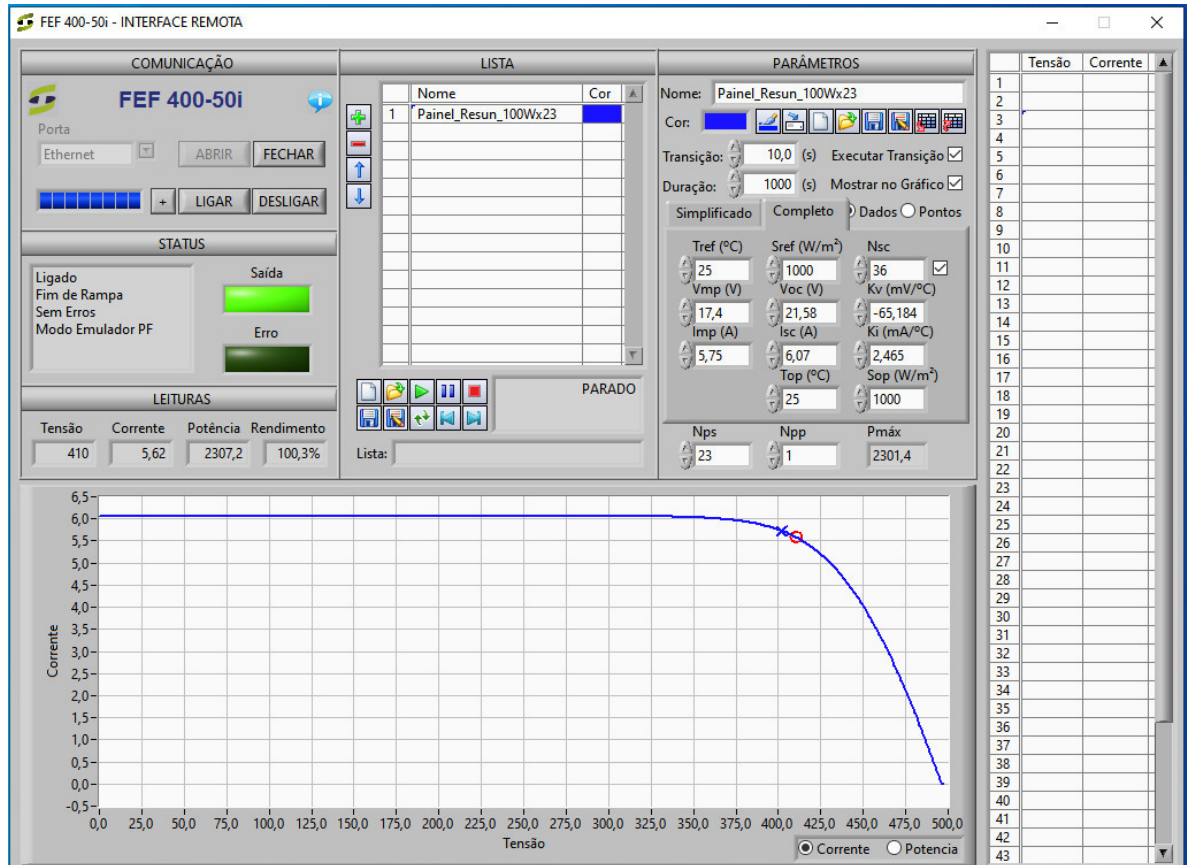 FEF 400-50i - INTERFACE REMOTA
COMUNICAÇÃO
FEF 400-50i
Porta
Ethernet
ABRIR
FECHAR
+
LIGAR
DESLIGAR
STATUS
Ligado
Fim de Rampa
Sem Erros
Modo Emulador PF
Saída
Erro
LEITURAS
Tensão Corrente Potência Rendimento
410 5,62 2307,2 100,3%
LISTA
Nome Cor
1 Painel_Resun_100Wx23
PARADO
Lista:
PARÂMETROS
Nome: Painel_Resun_100Wx23
Cor:
Transição: 10,0 (s) Executar Transição
Duração: 1000 (s) Mostrar no Gráfico
Simplificado Completo Dados Pontos
Tref (ºC) Sref (W/m²) Nsc
25 1000 36
Vmp (V) Voc (V) Kv (mV/ºC)
17,4 21,58 -65,184
Imp (A) Isc (A) Ki (mA/ºC)
5,75 6,07 2,465
Top (ºC) Sop (W/m²)
25 1000
Nps Npp Pmáx
23 1 2301,4
Tensão Corrente
1
2
3
4
5
6
7
8
9
10
11
12
13
14
15
16
17
18
19
20
21
22
23
24
25
26
27
28
29
30
31
32
33
34
35
36
37
38
39
40
41
42
43
Corrente
6,5
6,0
5,5
5,0
4,5
4,0
3,5
3,0
2,5
2,0
1,5
1,0
0,5
0,0
-0,5
0,0 25,0 50,0 75,0 100,0 125,0 150,0 175,0 200,0 225,0 250,0 275,0 300,0 325,0 350,0 375,0 400,0 425,0 450,0 475,0 500,0
Tensão
Corrente Potencia